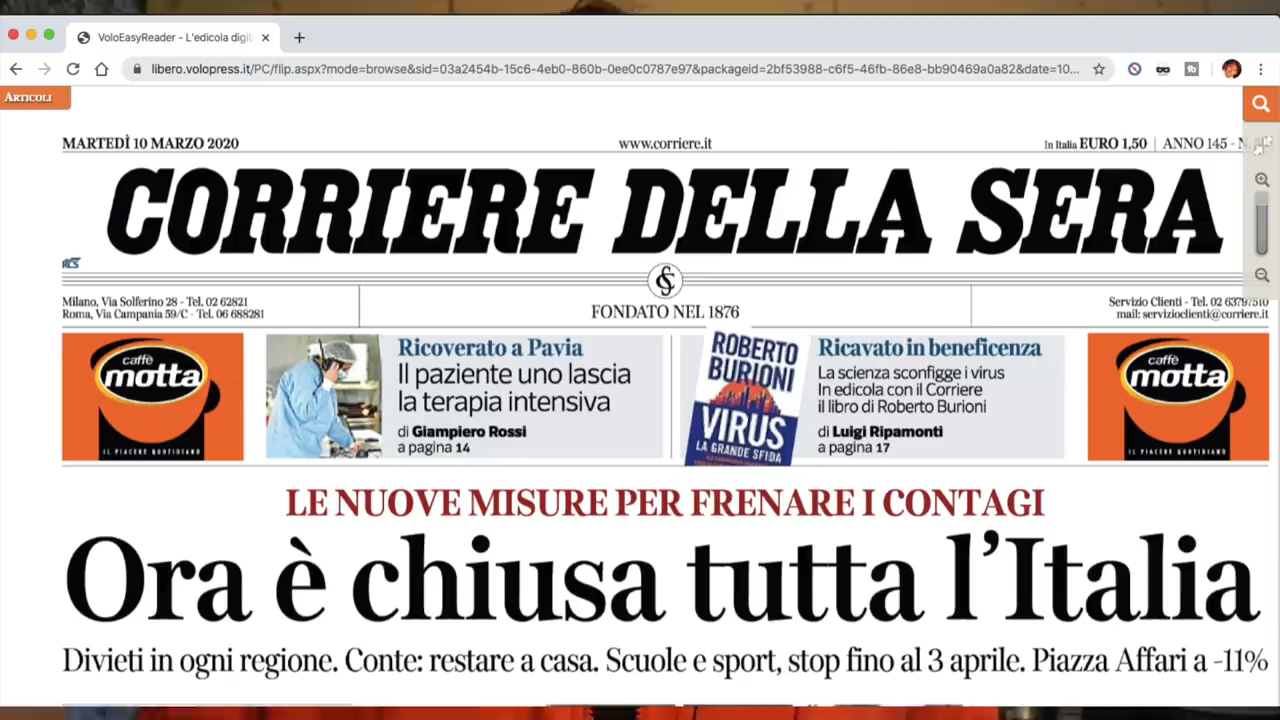 VoloEasyReader - L'edicola digit
libero.volopress.it/PC/flip.aspx?mode=browse&sid=03a2454b-15c6-4eb0-860b-0ee0c0787e97&packageid=2bf53988-c6f5-46fb-86e8-bb90469a0a82&date=10...
Articoli
MARTEDÌ 10 MARZO 2020
www.corriere.it
In Italia EURO 1,50 | ANNO 145 - N.
CORRIERE DELLA SERA
RCS
Milano, Via Solferino 28 - Tel. 02 62821
Roma, Via Campania 59/C - Tel. 06 688281
FONDATO NEL 1876
Servizio Clienti - Tel. 02 63797510
mail: servizioclienti@corriere.it
caffè
motta
IL PIACERE QUOTIDIANO
Ricoverato a Pavia
Il paziente uno lascia
la terapia intensiva
di Giampiero Rossi
a pagina 14
ROBERTO
BURIONI
VIRUS
LA GRANDE SFIDA
Ricavato in beneficenza
La scienza sconfigge i virus
In edicola con il Corriere
il libro di Roberto Burioni
di Luigi Ripamonti
a pagina 17
caffè
motta
IL PIACERE QUOTIDIANO
LE NUOVE MISURE PER FRENARE I CONTAGI
Ora è chiusa tutta l'Italia
Divieti in ogni regione. Conte: restare a casa. Scuole e sport, stop fino al 3 aprile. Piazza Affari a -11%